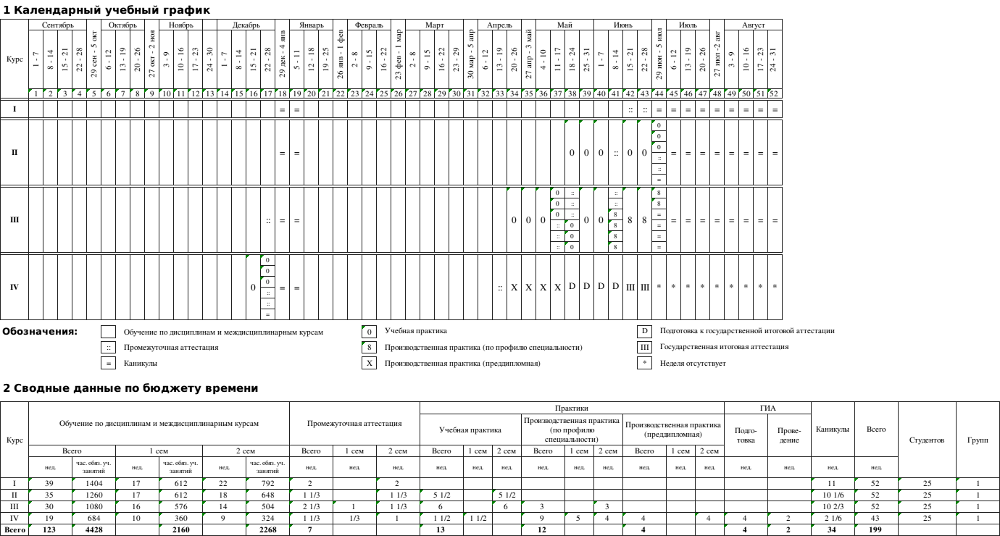 1 Календарный учебный график
Курс Сентябрь 29 сен - 5 окт Октябрь 27 окт - 2 ноя Ноябрь Декабрь 29 дек - 4 янв Январь 26 янв - 1 фев Февраль 23 фев - 1 мар Март 30 мар - 5 апр Апрель 27 апр - 3 май Май Июнь 29 июн - 5 июл Июль 27 июл -2 авг Август
1 - 7 8 - 14 15 - 21 22 - 28 6 - 12 13 - 19 20 - 26 3 - 9 10 - 16 17 - 23 24 - 30 1 - 7 8 - 14 15 - 21 22 - 28 5 - 11 12 - 18 19 - 25 2 - 8 9 - 15 16 - 22 2 - 8 9 - 15 16 - 22 23 - 29 6 - 12 13 - 19 20 - 26 4 - 10 11 - 17 18 - 24 25 - 31 1 - 7 8 - 14 15 - 21 22 - 28 6 - 12 13 - 19 20 - 26 3 - 9 10 - 16 17 - 23 24 - 31
1 2 3 4 5 6 7 8 9 10 11 12 13 14 15 16 17 18 19 20 21 22 23 24 25 26 27 28 29 30 31 32 33 34 35 36 37 38 39 40 41 42 43 44 45 46 47 48 49 50 51 52
I = = :: :: = = = = = = = = =
0
0
0
II = = 0 0 0 :: 0 0 = = = = = = = =
::
::
=
0 :: :: 8
0 :: :: 8
0 :: 8 =
III :: = = 0 0 0 0 0 8 8 = = = = = = = =
:: 0 8 =
:: 0 8 =
:: 0 8 =
0
0
0
IV 0 = = :: X X X X D D D D III III * * * * * * * * *
::
::
=
Обозначения: Обучение по дисциплинам и междисциплинарным курсам 0 Учебная практика D Подготовка к государственной итоговой аттестации
:: Промежуточная аттестация 8 Производственная практика (по профилю специальности) III Государственная итоговая аттестация
= Каникулы X Производственная практика (преддипломная) * Неделя отсутствует
2 Сводные данные по бюджету времени
Курс Обучение по дисциплинам и междисциплинарным курсам Промежуточная аттестация Практики ГИА Каникулы Всего Студентов Групп
Учебная практика Производственная практика (по профилю специальности) Производственная практика (преддипломная) Подго-товка Прове-дение
Всего 1 сем 2 сем Всего 1 сем 2 сем Всего 1 сем 2 сем Всего 1 сем 2 сем Всего 1 сем 2 сем
нед. час. обяз. уч. занятий нед. час. обяз. уч. занятий нед. час. обяз. уч. занятий нед. нед. нед. нед. нед. нед. нед. нед. нед. нед. нед. нед. нед. нед. нед. нед.
I 39 1404 17 612 22 792 2 2 11 52 25 1
II 35 1260 17 612 18 648 1 1/3 1 1/3 5 1/2 5 1/2 10 1/6 52 25 1
III 30 1080 16 576 14 504 2 1/3 1 1 1/3 6 6 3 3 10 2/3 52 25 1
IV 19 684 10 360 9 324 1 1/3 1/3 1 1 1/2 1 1/2 9 5 4 4 4 4 2 2 1/6 43 25 1
Всего 123 4428 2160 2268 7 13 12 4 4 2 34 199